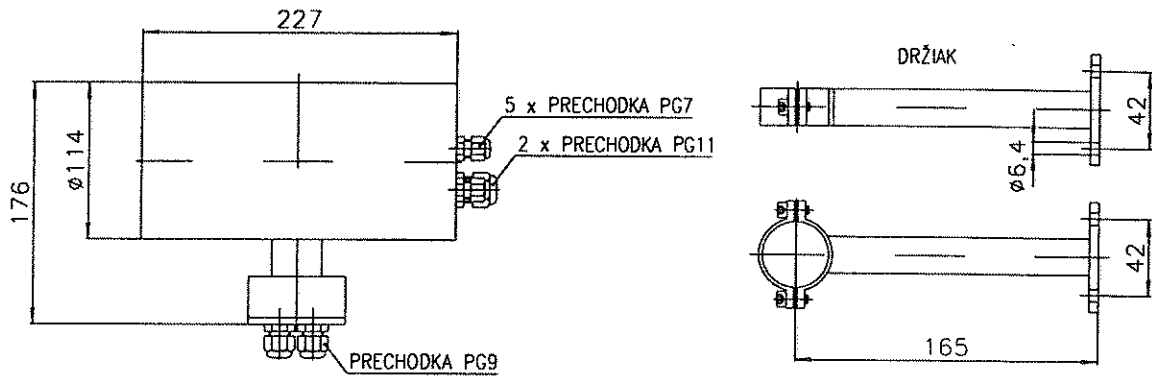 227
5 x PRECHODKA PG7
2 x PRECHODKA PG11
176
ø114
PRECHODKA PG9
DRŽIAK
42
ø6,4
42
165